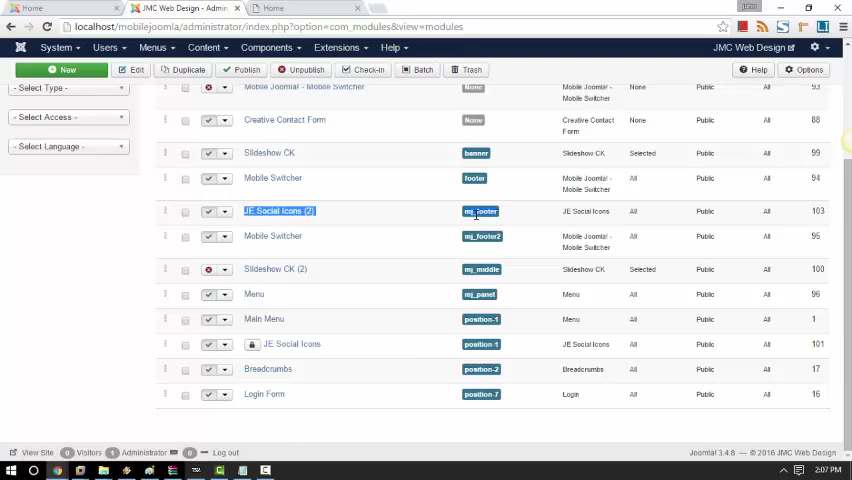 jtSm
Home
JMC Web Design - Admin
Home
localhost/mobilejoomla/administrator/index.php?option=com_modules&view=modules
System Users Menus Content Components Extensions Help JMC Web Design
New Edit Duplicate Publish Unpublish Check-in Batch Trash Help Options
- Select Type -
- Select Access -
- Select Language -
Mobile Joomla! - Mobile Switcher None Mobile Joomla! - None Public All 93
Mobile Switcher
Creative Contact Form None Creative Contact None Public All 88
Form
Slideshow CK banner Slideshow CK Selected Public All 99
Mobile Switcher footer Mobile Joomla! - All Public All 94
Mobile Switcher
JE Social Icons (2) mj_footer JE Social Icons All Public All 103
Mobile Switcher mj_footer2 Mobile Joomla! - All Public All 95
Mobile Switcher
Slideshow CK (2) mj_middle Slideshow CK Selected Public All 100
Menu mj_panel Menu All Public All 96
Main Menu position-1 Menu All Public All 1
JE Social Icons position-1 JE Social Icons All Public All 101
Breadcrumbs position-2 Breadcrumbs All Public All 17
Login Form position-7 Login All Public All 16
View Site 0 Visitors 1 Administrator 0 Log out Joomla! 3.4.8 — © 2016 JMC Web Design
2:07 PM